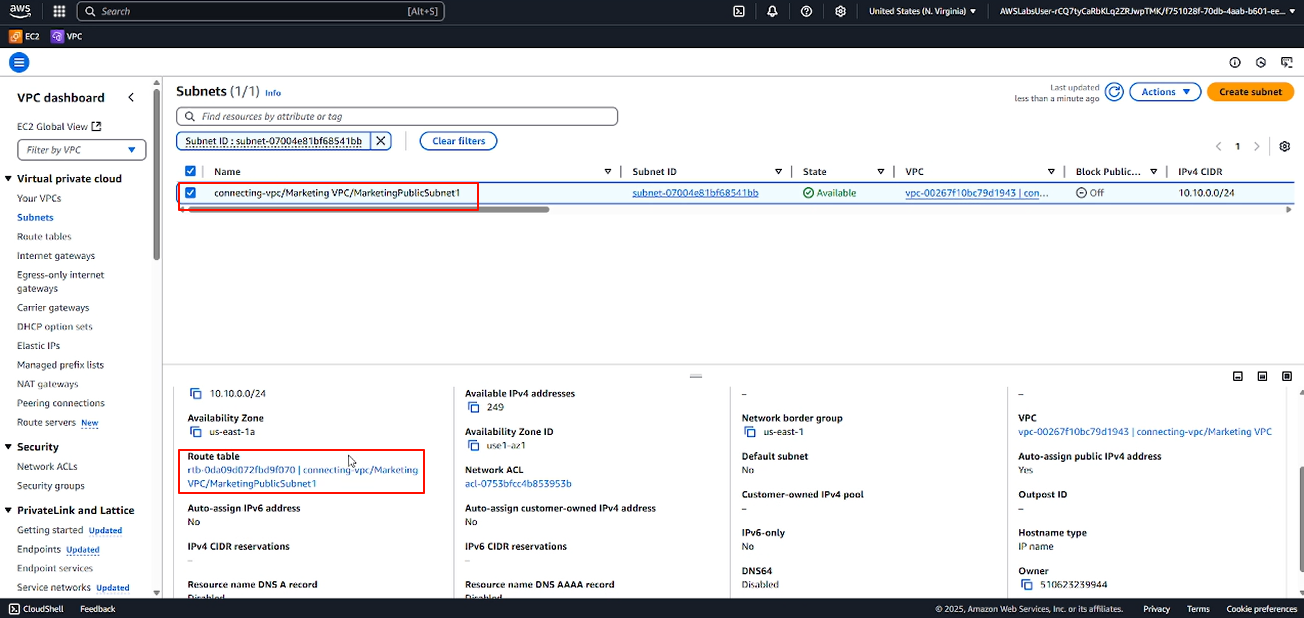 aws
Search [Alt+S]
United States (N. Virginia)
AWSLabsUser-rCQ7tyCaRbKLq2ZRJwpTMK/f751028f-70db-4aab-b601-ee...
EC2 VPC
VPC dashboard
EC2 Global View
Filter by VPC
Virtual private cloud
Your VPCs
Subnets
Route tables
Internet gateways
Egress-only internet
gateways
Carrier gateways
DHCP option sets
Elastic IPs
Managed prefix lists
NAT gateways
Peering connections
Route servers New
Security
Network ACLs
Security groups
PrivateLink and Lattice
Getting started Updated
Endpoints Updated
Endpoint services
Service networks Updated
Subnets (1/1) Info
Last updated
less than a minute ago
Actions
Create subnet
Find resources by attribute or tag
Subnet ID : subnet-07004e81bf68541bb
Clear filters
1
Name Subnet ID State VPC Block Public... IPv4 CIDR
connecting-vpc/Marketing VPC/MarketingPublicSubnet1 subnet-07004e81bf68541bb Available vpc-00267f10bc79d1943 | con... Off 10.10.0.0/24
10.10.0.0/24
Availability Zone
us-east-1a
Route table
rtb-0da09d072fbd9f070 | connecting-vpc/Marketing
VPC/MarketingPublicSubnet1
Auto-assign IPv6 address
No
IPv4 CIDR reservations
–
Resource name DNS A record
Disabled
Available IPv4 addresses
249
Availability Zone ID
use1-az1
Network ACL
acl-0753bfcc4b853953b
Auto-assign customer-owned IPv4 address
No
IPv6 CIDR reservations
–
Resource name DNS AAAA record
Disabled
–
Network border group
us-east-1
Default subnet
No
Customer-owned IPv4 pool
–
IPv6-only
No
DNS64
Disabled
–
VPC
vpc-00267f10bc79d1943 | connecting-vpc/Marketing VPC
Auto-assign public IPv4 address
Yes
Outpost ID
–
Hostname type
IP name
Owner
510623239944
CloudShell Feedback
© 2025, Amazon Web Services, Inc. or its affiliates. Privacy Terms Cookie preferences